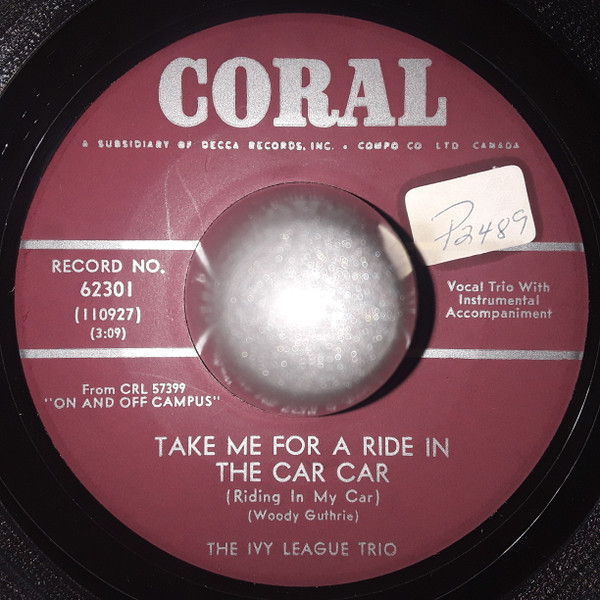 CORAL
A SUBSIDIARY OF DECCA RECORDS, INC. • COMPO CO LTD CANADA
P2489
RECORD NO.
62301
(110927)
(3:09)
Vocal Trio With
Instrumental
Accompaniment
From CRL 57399
"ON AND OFF CAMPUS"
TAKE ME FOR A RIDE IN
THE CAR CAR
(Riding In My Car)
(Woody Guthrie)
THE IVY LEAGUE TRIO